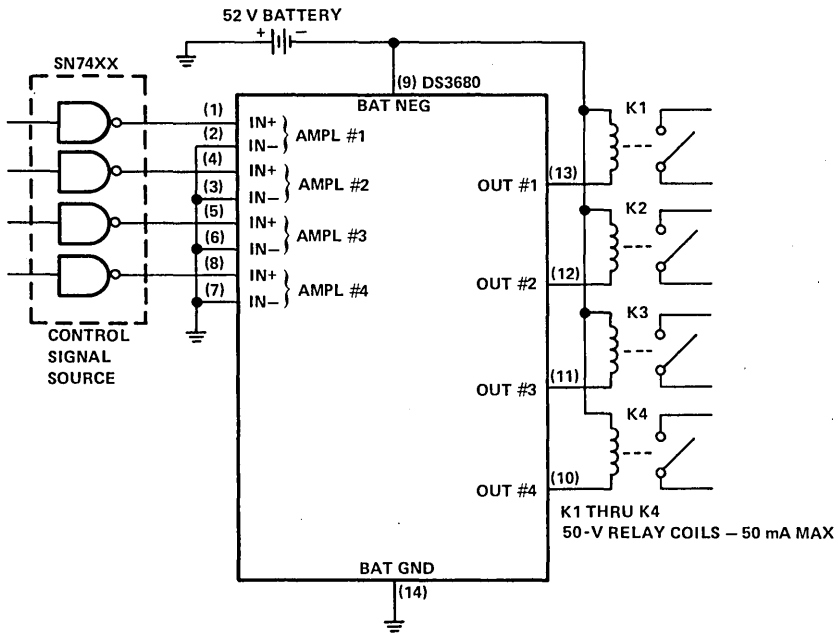 52 V BATTERY
+ −
SN74XX
(9) DS3680
BAT NEG
K1
(1) IN+
(2) IN−
} AMPL #1
(4) IN+
(3) IN−
} AMPL #2
(5) IN+
(6) IN−
} AMPL #3
(8) IN+
(7) IN−
} AMPL #4
OUT #1 (13)
K2
OUT #2 (12)
K3
OUT #3 (11)
K4
OUT #4 (10)
CONTROL
SIGNAL
SOURCE
K1 THRU K4
50-V RELAY COILS – 50 mA MAX
BAT GND
(14)